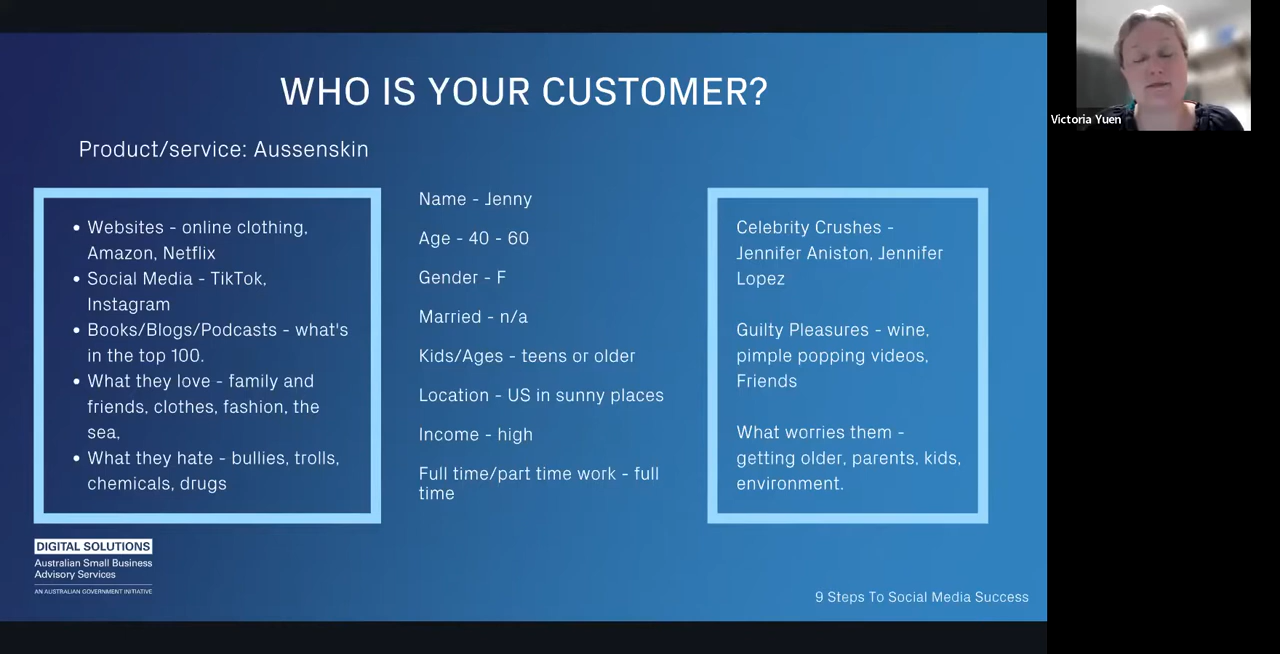 WHO IS YOUR CUSTOMER?
Product/service: Aussenskin
Websites - online clothing,
Amazon, Netflix
Social Media - TikTok,
Instagram
Books/Blogs/Podcasts - what's
in the top 100.
What they love - family and
friends, clothes, fashion, the
sea,
What they hate - bullies, trolls,
chemicals, drugs
Name - Jenny
Age - 40 - 60
Gender - F
Married - n/a
Kids/Ages - teens or older
Location - US in sunny places
Income - high
Full time/part time work - full
time
Celebrity Crushes -
Jennifer Aniston, Jennifer
Lopez
Guilty Pleasures - wine,
pimple popping videos,
Friends
What worries them -
getting older, parents, kids,
environment.
DIGITAL SOLUTIONS
Australian Small Business
Advisory Services
AN AUSTRALIAN GOVERNMENT INITIATIVE
9 Steps To Social Media Success
Victoria Yuen